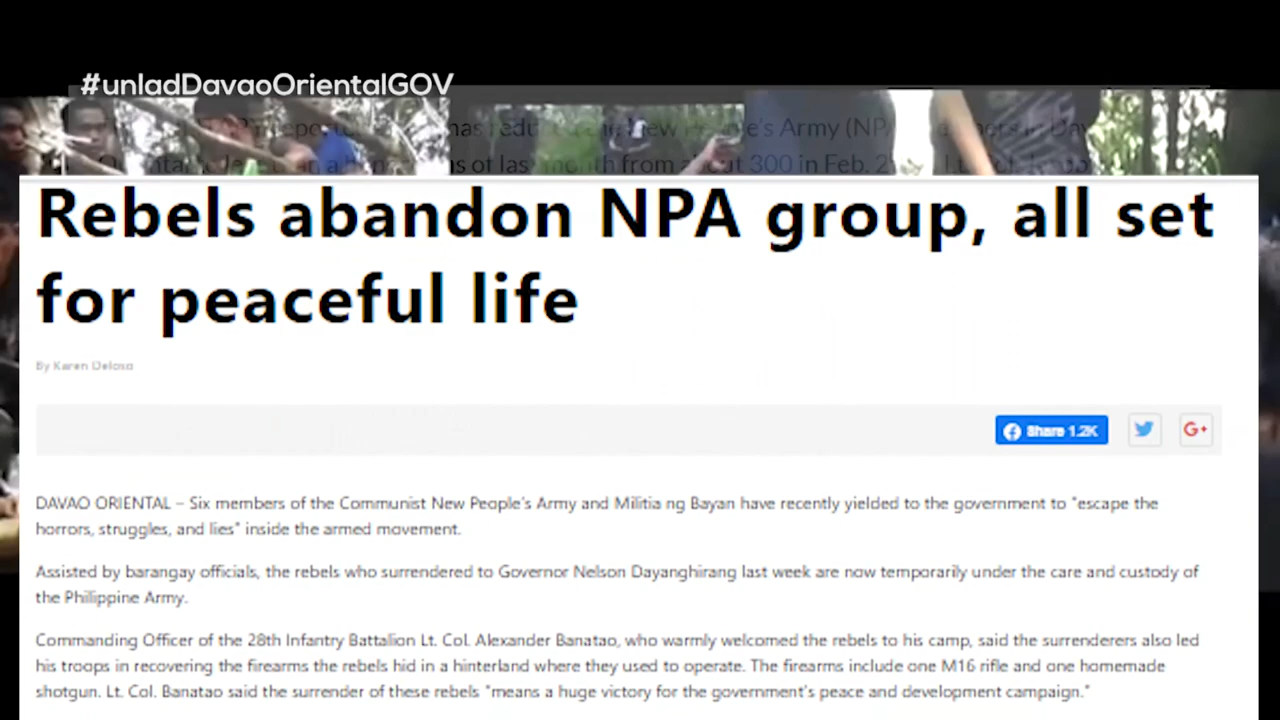 #unladDavaoOrientalGOV
Army (NPA
300 in Feb. 2
Rebels abandon NPA group, all set
for peaceful life
By Karen Deloso
Share 1.2K
G+
DAVAO ORIENTAL – Six members of the Communist New People's Army and Militia ng Bayan have recently yielded to the government to "escape the
horrors, struggles, and lies" inside the armed movement.
Assisted by barangay officials, the rebels who surrendered to Governor Nelson Dayanghirang last week are now temporarily under the care and custody of
the Philippine Army.
Commanding Officer of the 28th Infantry Battalion Lt. Col. Alexander Banatao, who warmly welcomed the rebels to his camp, said the surrenderers also led
his troops in recovering the firearms the rebels hid in a hinterland where they used to operate. The firearms include one M16 rifle and one homemade
shotgun. Lt. Col. Banatao said the surrender of these rebels "means a huge victory for the government's peace and development campaign."